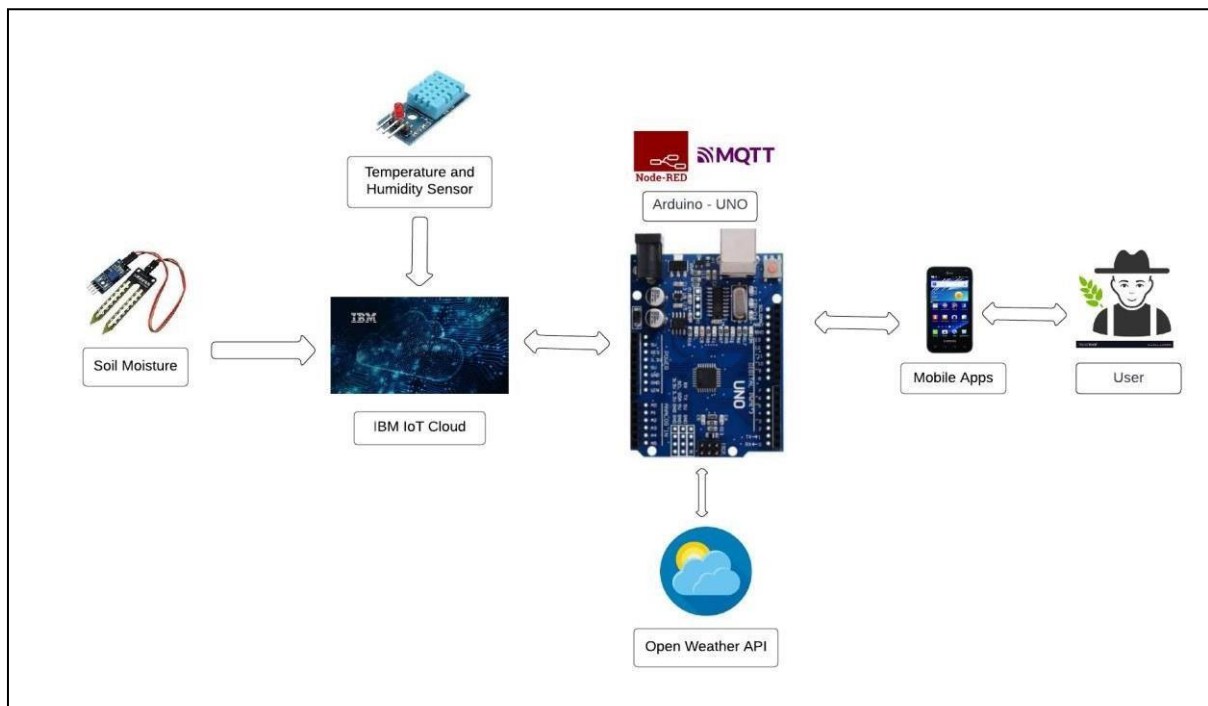 Node-RED
MQTT
Temperature and
Humidity Sensor
Arduino - UNO
IBM
UNO
Soil Moisture
IBM IoT Cloud
Mobile Apps
User
Open Weather API